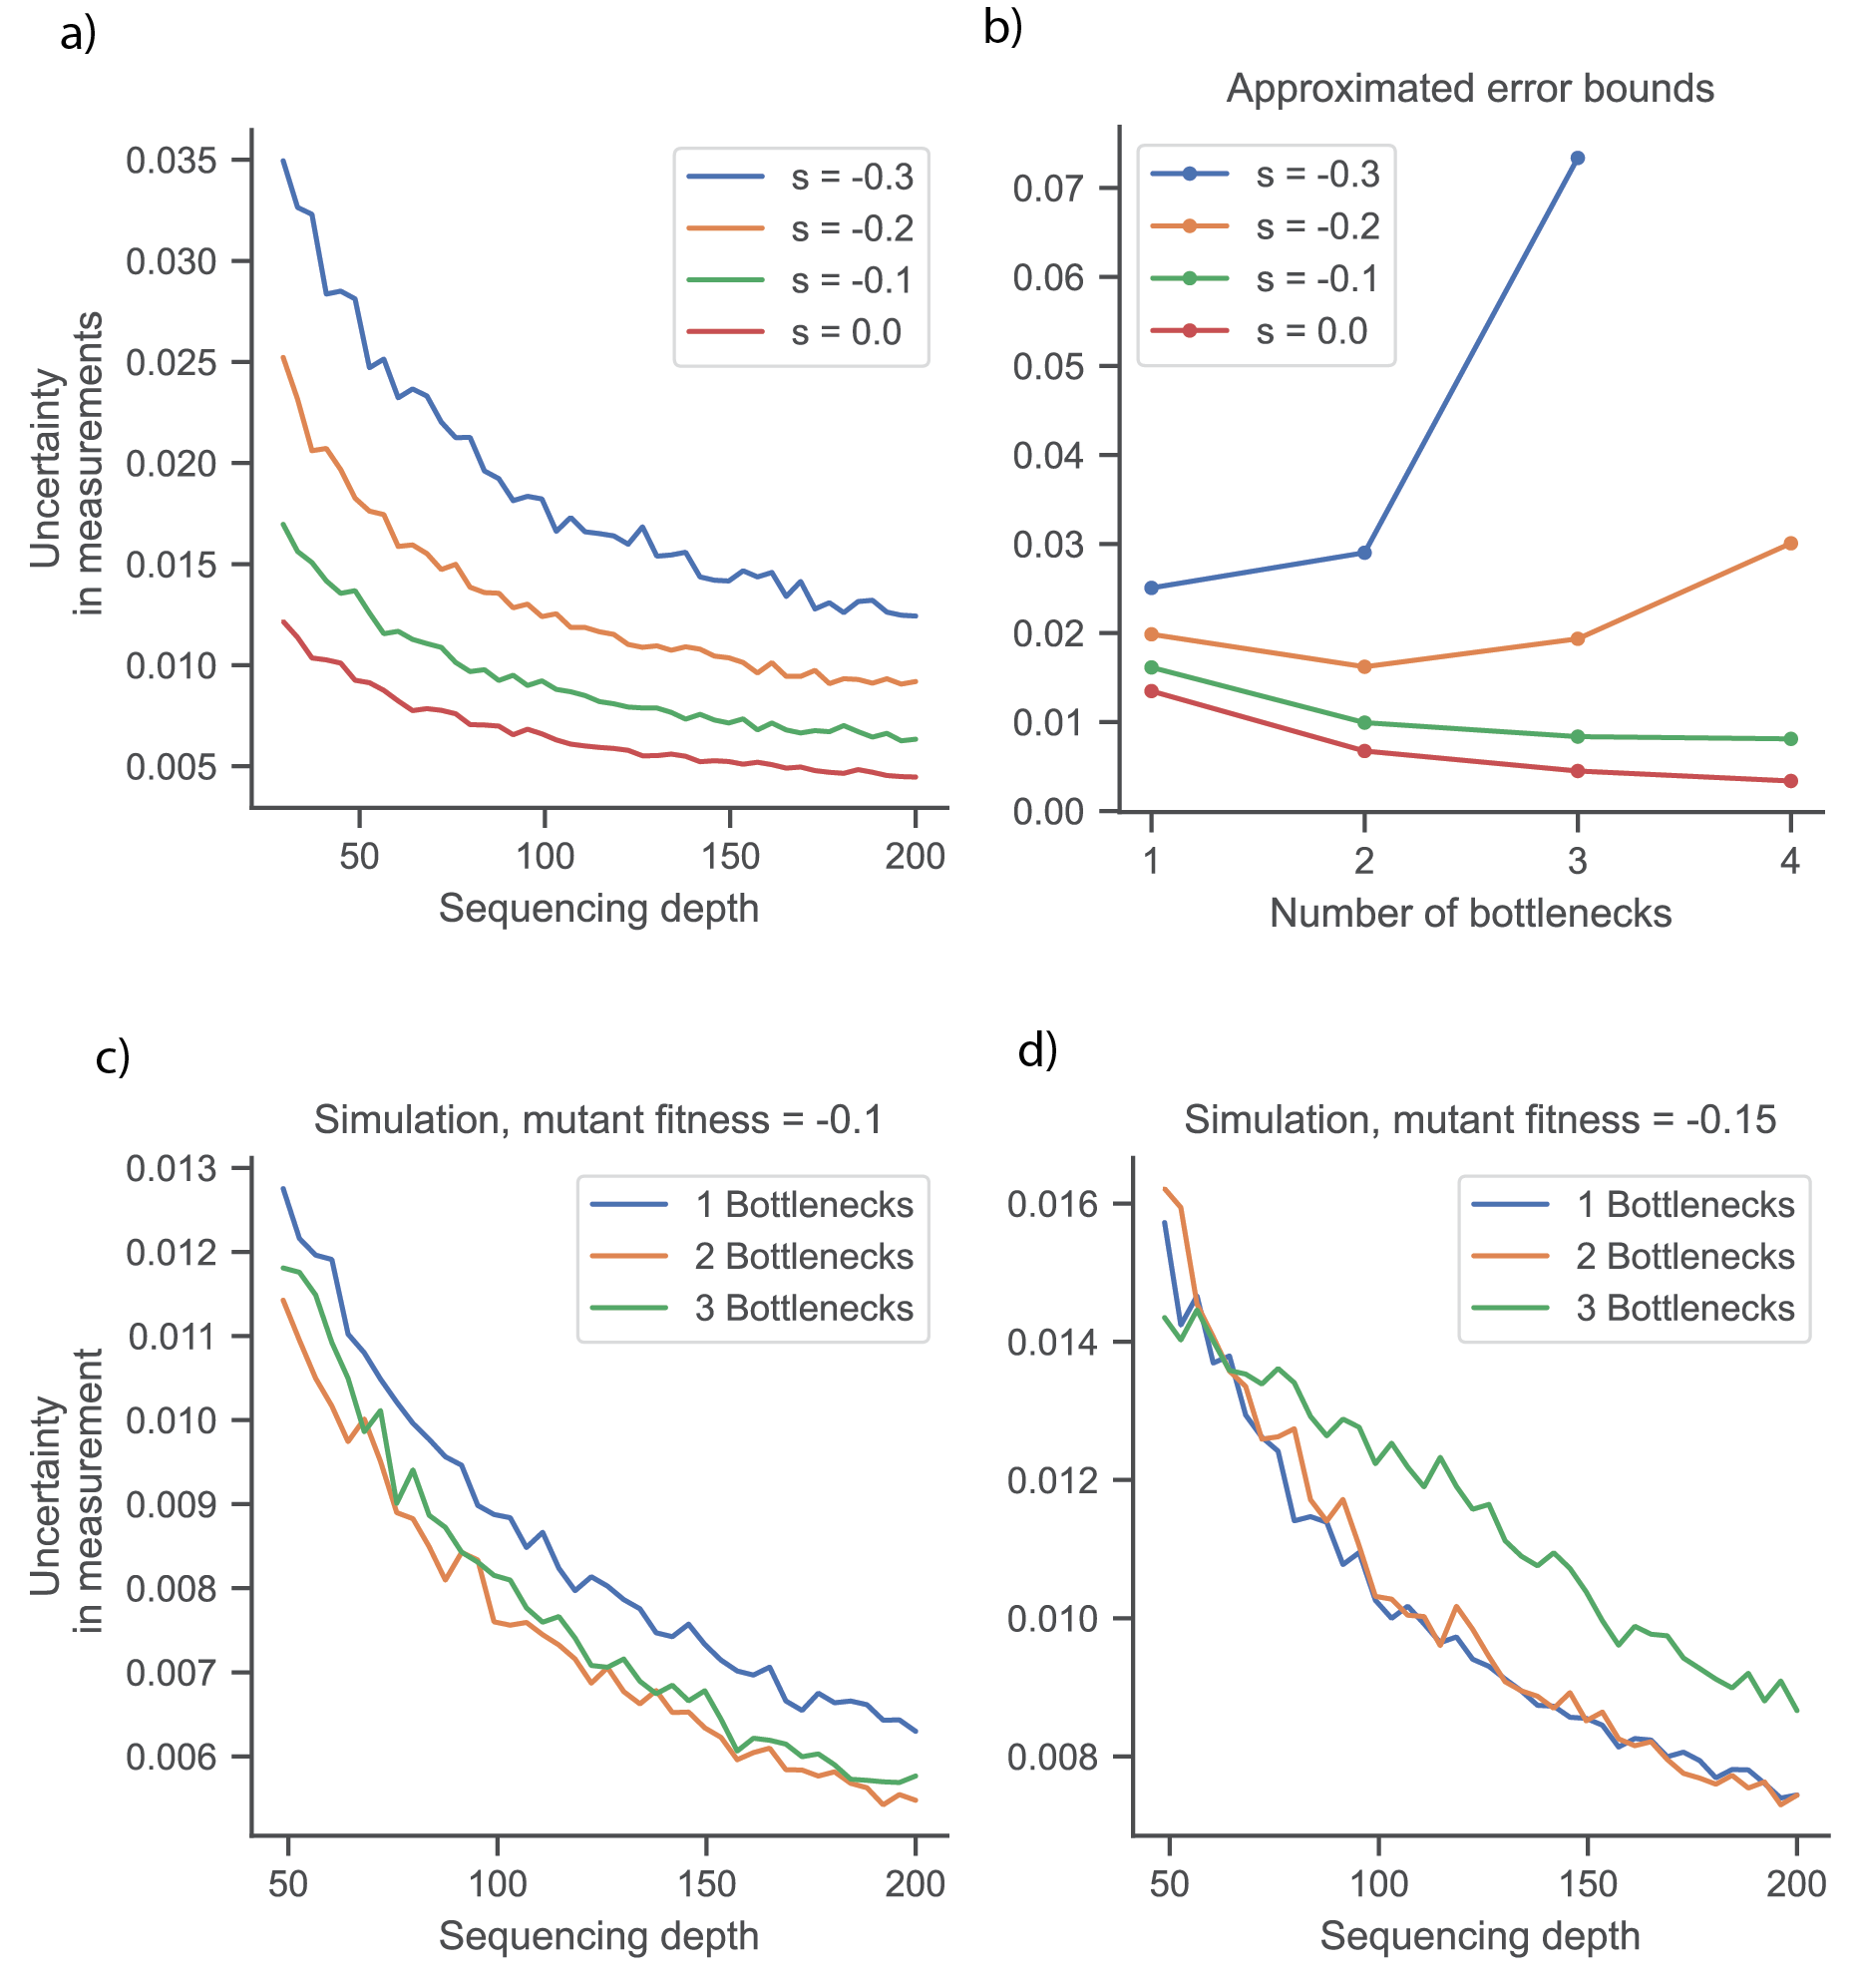 a)
0.035
0.030
0.025
0.020
0.015
0.010
0.005
Uncertainty
in measurements
s = -0.3
s = -0.2
s = -0.1
s = 0.0
50 100 150 200
Sequencing depth
b)
Approximated error bounds
0.07
0.06
0.05
0.04
0.03
0.02
0.01
0.00
s = -0.3
s = -0.2
s = -0.1
s = 0.0
1 2 3 4
Number of bottlenecks
c)
Simulation, mutant fitness = -0.1
0.013
0.012
0.011
0.010
0.009
0.008
0.007
0.006
Uncertainty
in measurement
1 Bottlenecks
2 Bottlenecks
3 Bottlenecks
50 100 150 200
Sequencing depth
d)
Simulation, mutant fitness = -0.15
0.016
0.014
0.012
0.010
0.008
1 Bottlenecks
2 Bottlenecks
3 Bottlenecks
50 100 150 200
Sequencing depth